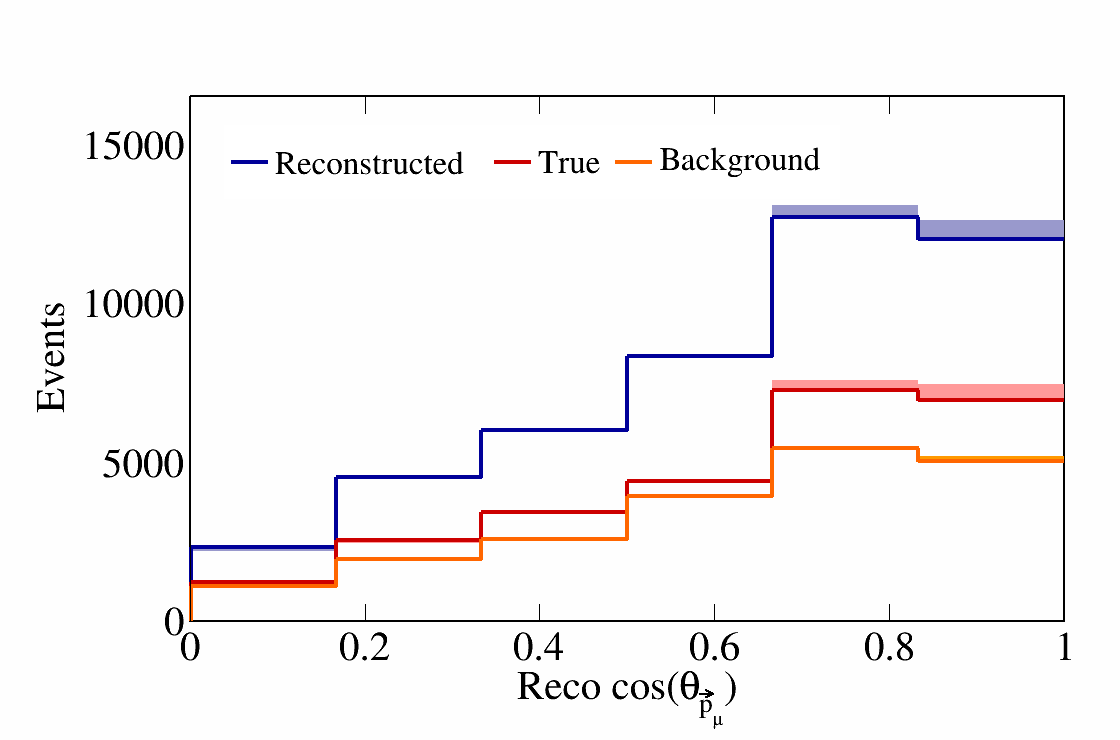 15000
Reconstructed True Background
10000
Events
5000
0
0 0.2 0.4 0.6 0.8 1
Reco cos(θp⃗μ)